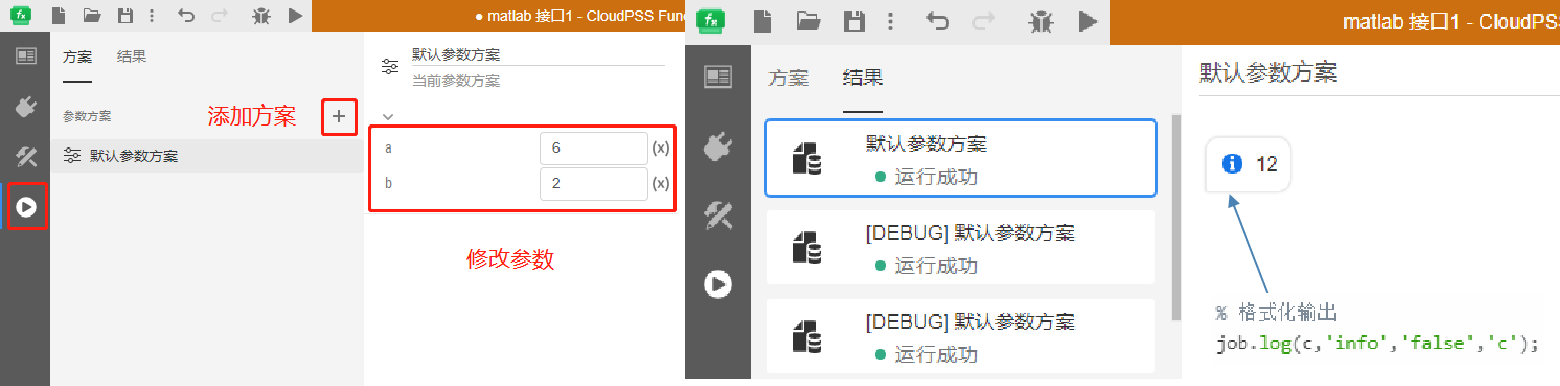 ● matlab 接口1 - CloudPSS Func
方案 结果
参数方案
添加方案
默认参数方案
默认参数方案
当前参数方案
a 6 (x)
b 2 (x)
修改参数
matlab 接口1 - CloudPSS
方案 结果
默认参数方案
运行成功
[DEBUG] 默认参数方案
运行成功
[DEBUG] 默认参数方案
运行成功
默认参数方案
12
% 格式化输出
job.log(c,'info','false','c');